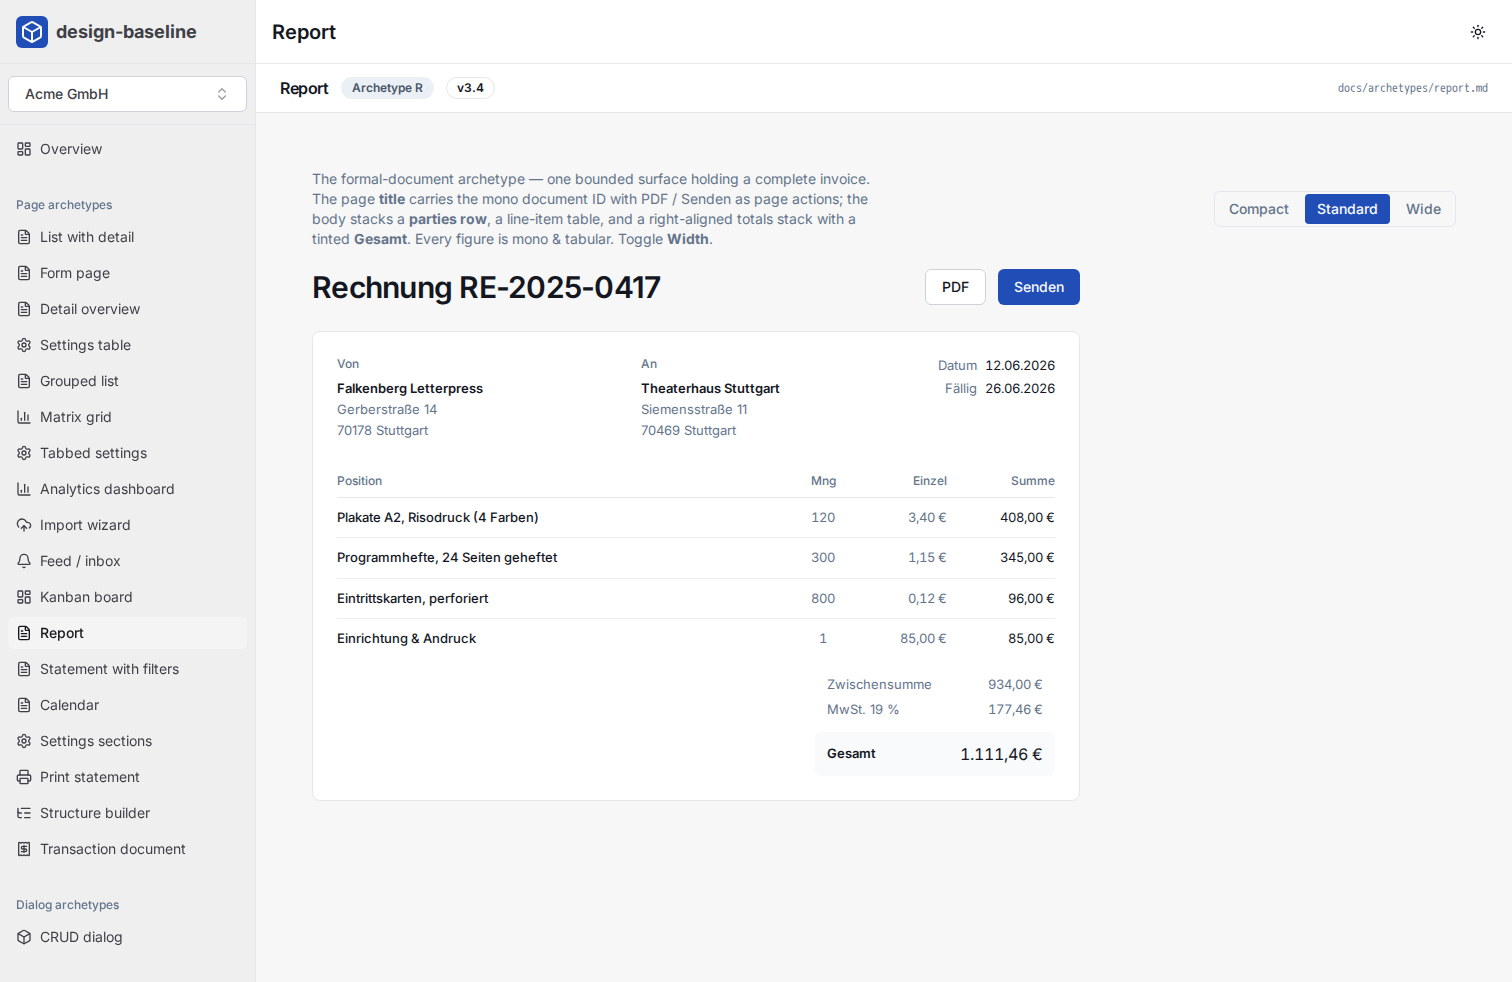 design-baseline
Report
Acme GmbH
Report
Archetype R
v3.4
docs/archetypes/report.md
Overview
Page archetypes
List with detail
Form page
Detail overview
Settings table
Grouped list
Matrix grid
Tabbed settings
Analytics dashboard
Import wizard
Feed / inbox
Kanban board
Report
Statement with filters
Calendar
Settings sections
Print statement
Structure builder
Transaction document
Dialog archetypes
CRUD dialog
The formal-document archetype — one bounded surface holding a complete invoice.
The page title carries the mono document ID with PDF / Senden as page actions; the
body stacks a parties row, a line-item table, and a right-aligned totals stack with a
tinted Gesamt. Every figure is mono & tabular. Toggle Width.
Compact Standard Wide
Rechnung RE-2025-0417
PDF
Senden
Von
Falkenberg Letterpress
Gerberstraße 14
70178 Stuttgart
An
Theaterhaus Stuttgart
Siemensstraße 11
70469 Stuttgart
Datum 12.06.2026
Fällig 26.06.2026
Position Mng Einzel Summe
Plakate A2, Risodruck (4 Farben) 120 3,40 € 408,00 €
Programmhefte, 24 Seiten geheftet 300 1,15 € 345,00 €
Eintrittskarten, perforiert 800 0,12 € 96,00 €
Einrichtung & Andruck 1 85,00 € 85,00 €
Zwischensumme 934,00 €
MwSt. 19 % 177,46 €
Gesamt 1.111,46 €